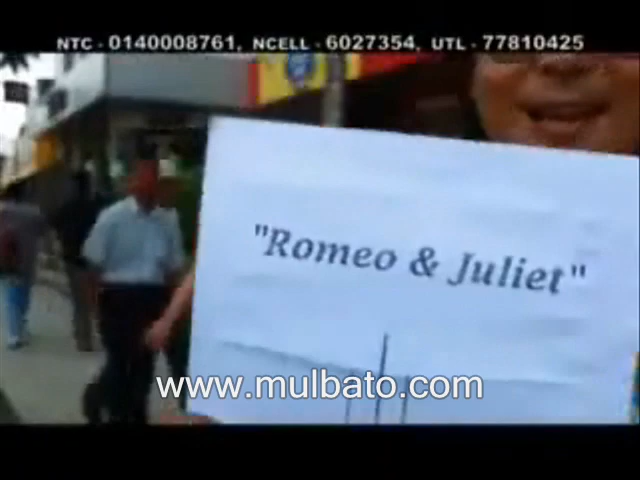 NTC - 0140008761, NCELL - 6027354, UTL - 77810425
"Romeo & Juliet"
www.mulbato.com